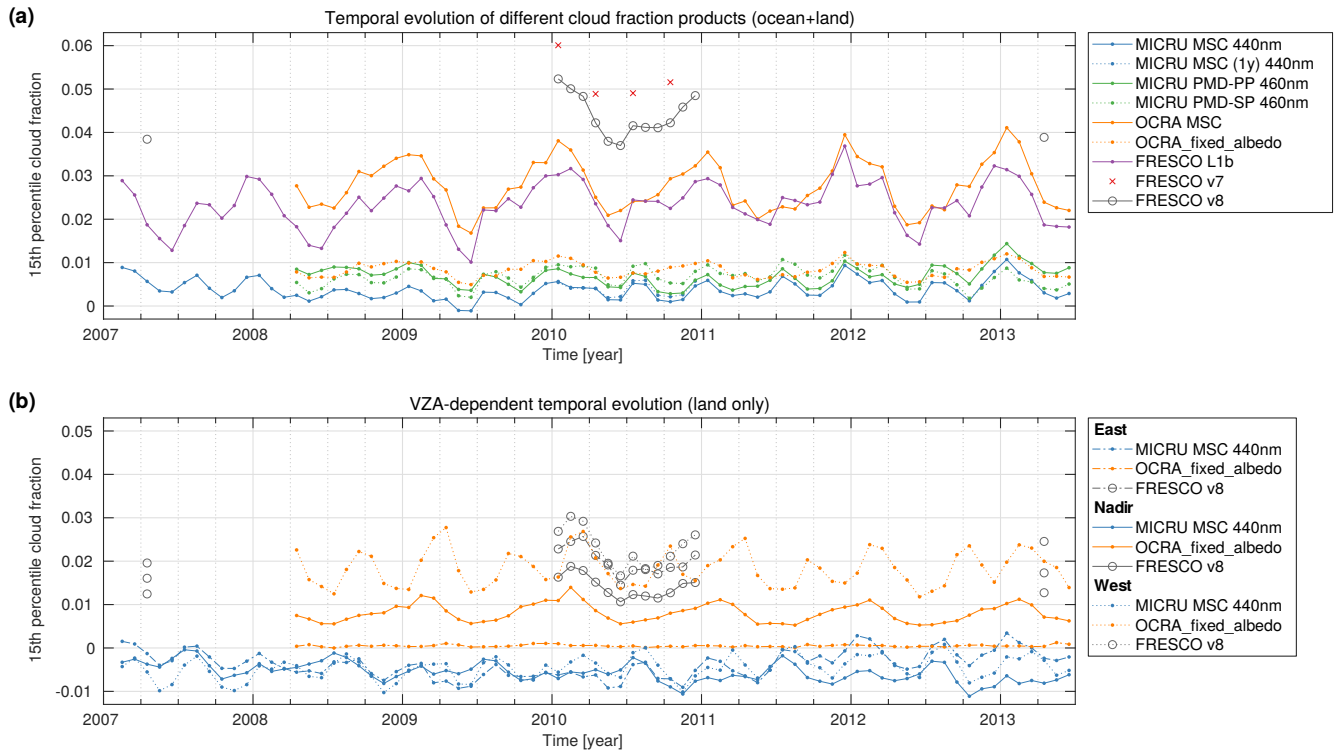 (a)
Temporal evolution of different cloud fraction products (ocean+land)
15th percentile cloud fraction
0.06
0.05
0.04
0.03
0.02
0.01
0
2007
2008
2009
2010
2011
2012
2013
Time [year]
MICRU MSC 440nm
MICRU MSC (1y) 440nm
MICRU PMD-PP 460nm
MICRU PMD-SP 460nm
OCRA MSC
OCRA_fixed_albedo
FRESCO L1b
FRESCO v7
FRESCO v8
(b)
VZA-dependent temporal evolution (land only)
15th percentile cloud fraction
0.05
0.04
0.03
0.02
0.01
0
-0.01
2007
2008
2009
2010
2011
2012
2013
Time [year]
East
MICRU MSC 440nm
OCRA_fixed_albedo
FRESCO v8
Nadir
MICRU MSC 440nm
OCRA_fixed_albedo
FRESCO v8
West
MICRU MSC 440nm
OCRA_fixed_albedo
FRESCO v8